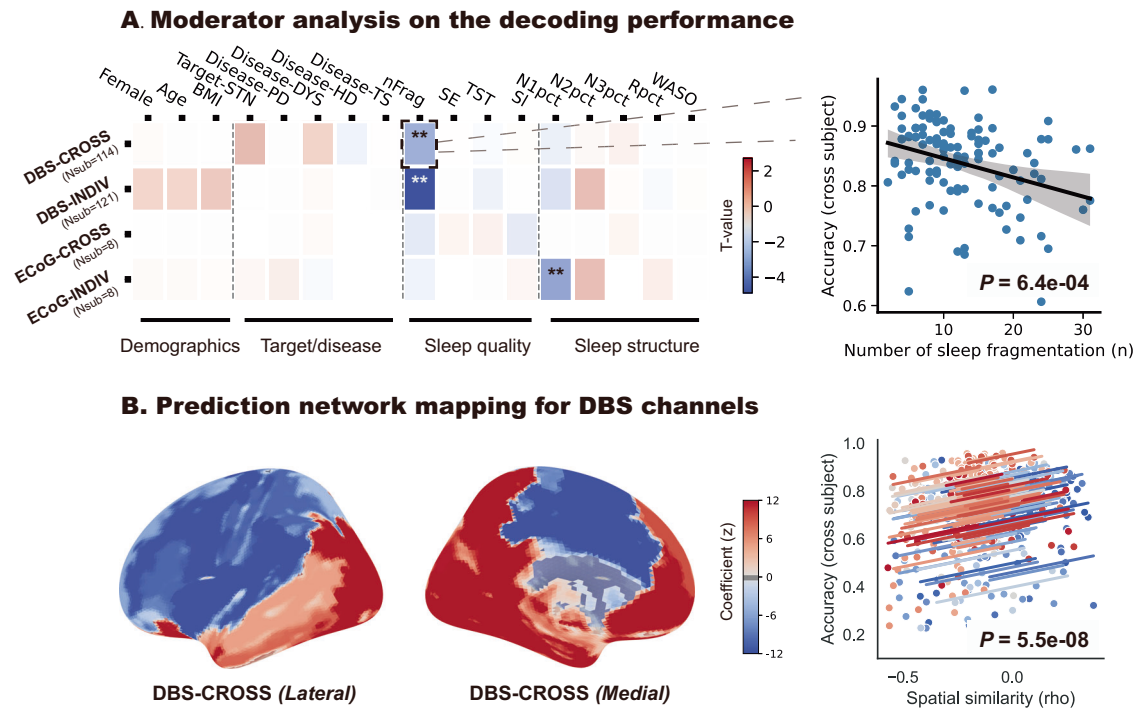 A. Moderator analysis on the decoding performance
Female
Age
BMI
Target-STN
Disease-PD
Disease-DYS
Disease-HD
Disease-TS
nFrag
SE
TST
SI
N1pct
N2pct
N3pct
Rpct
WASO
DBS-CROSS
(Nsub=114)
DBS-INDIV
(Nsub=121)
ECoG-CROSS
(Nsub=8)
ECoG-INDIV
(Nsub=8)
**
**
**
Demographics
Target/disease
Sleep quality
Sleep structure
2
0
−2
−4
T-value
Accuracy (cross subject)
0.9
0.8
0.7
0.6
P = 6.4e-04
10
20
30
Number of sleep fragmentation (n)
B. Prediction network mapping for DBS channels
DBS-CROSS (Lateral)
DBS-CROSS (Medial)
Coefficient (z)
12
6
0
-6
-12
Accuracy (cross subject)
1.0
0.8
0.6
0.4
0.2
P = 5.5e-08
−0.5
0.0
Spatial similarity (rho)